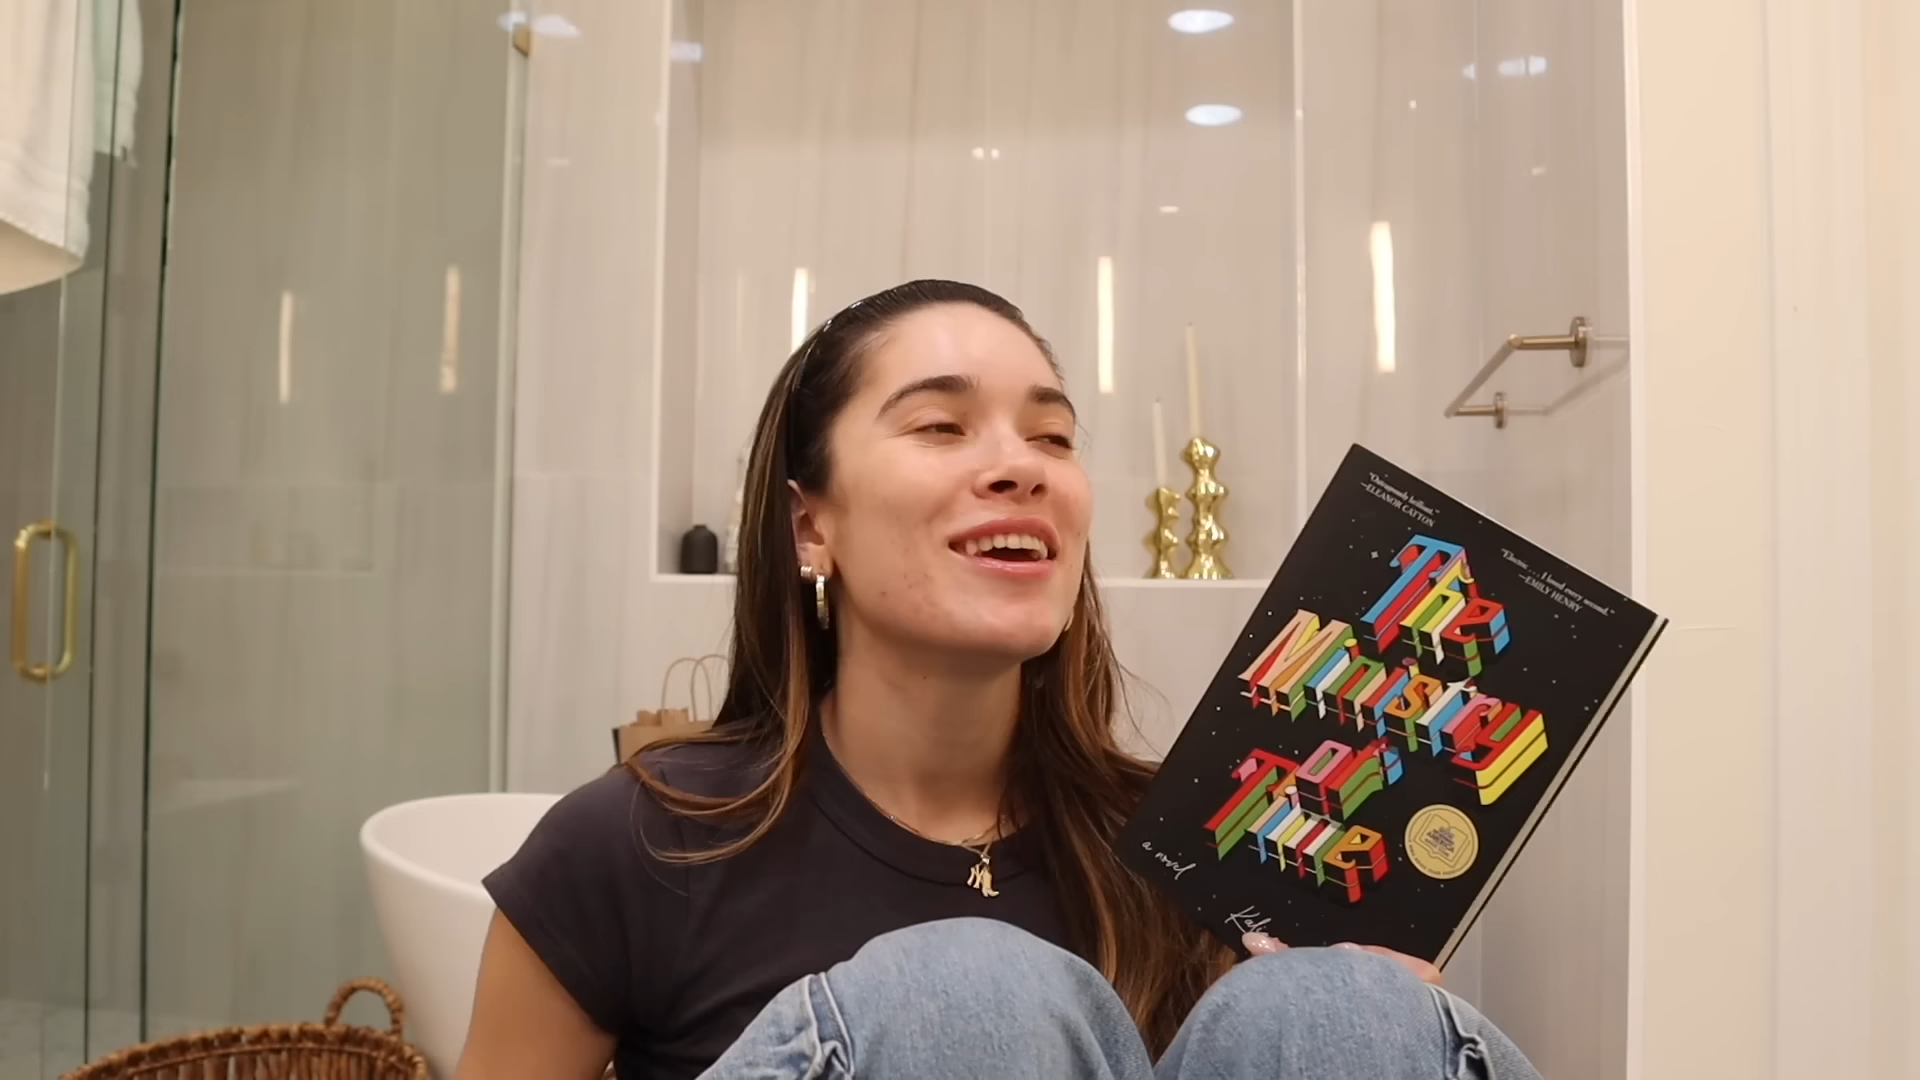 "Outrageously brilliant."
—ELEANOR CATTON
"Electric . . . I loved every second."
—EMILY HENRY
The
Ministry
of
Time
a novel